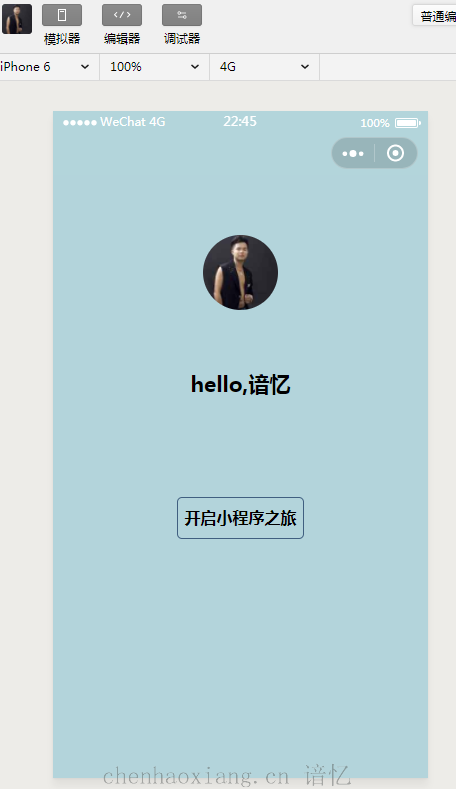 模拟器 编辑器 调试器 普通编
iPhone 6 100% 4G
WeChat 4G 22:45 100%
hello,谙忆
开启小程序之旅
chenhaoxiang.cn 谙忆